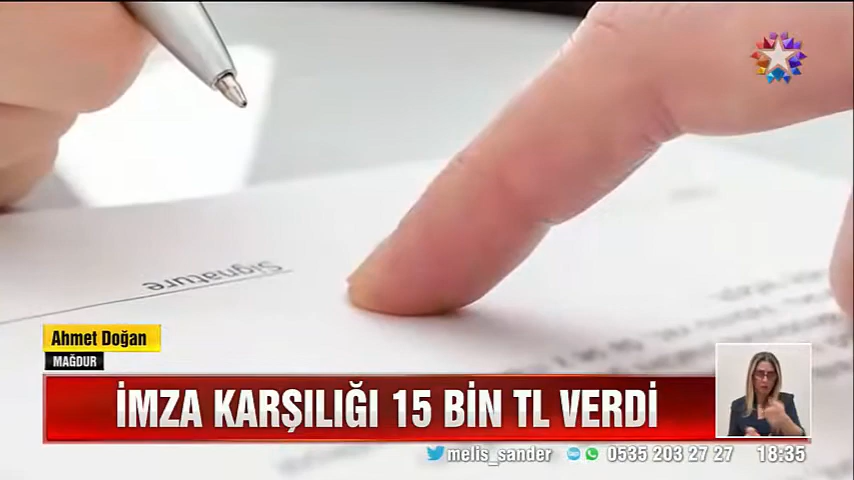 Signature
Ahmet Doğan
MAĞDUR
İMZA KARŞILIĞI 15 BİN TL VERDİ
melis_sander 0535 203 27 27 18:35